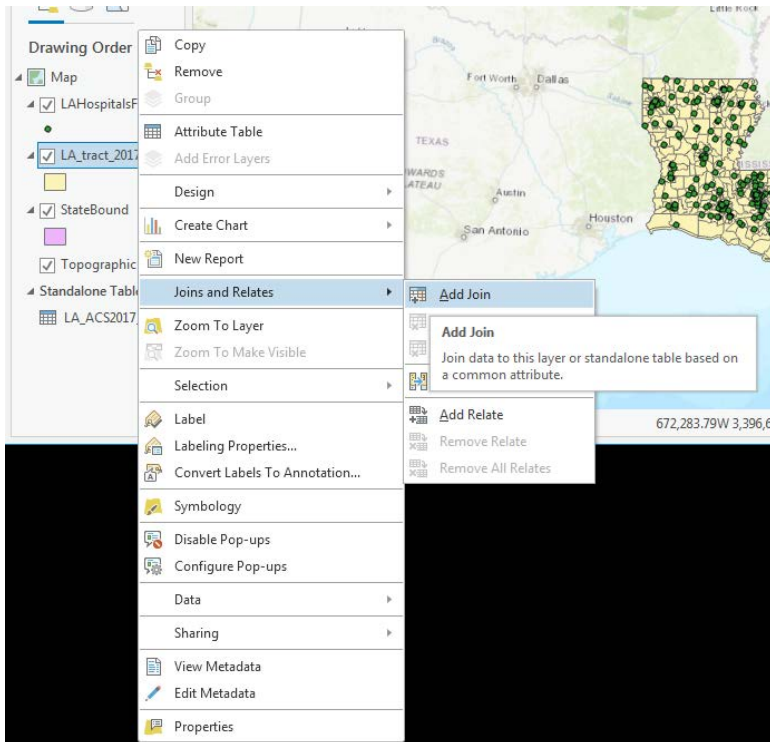 Drawing Order
Map
LAHospitalsF
LA_tract_2017
StateBound
Topographic
Standalone Table
LA_ACS2017_
Copy
Remove
Group
Attribute Table
Add Error Layers
Design
Create Chart
New Report
Joins and Relates
Zoom To Layer
Zoom To Make Visible
Selection
Label
Labeling Properties...
Convert Labels To Annotation...
Symbology
Disable Pop-ups
Configure Pop-ups
Data
Sharing
View Metadata
Edit Metadata
Properties
Add Join
Add Join
Join data to this layer or standalone table based on
a common attribute.
Add Relate
Remove Relate
Remove All Relates
Little Rock
Fort Worth
Dallas
Sabine
TEXAS
WARDS
ATEAU
Austin
San Antonio
Houston
672,283.79W 3,396,6